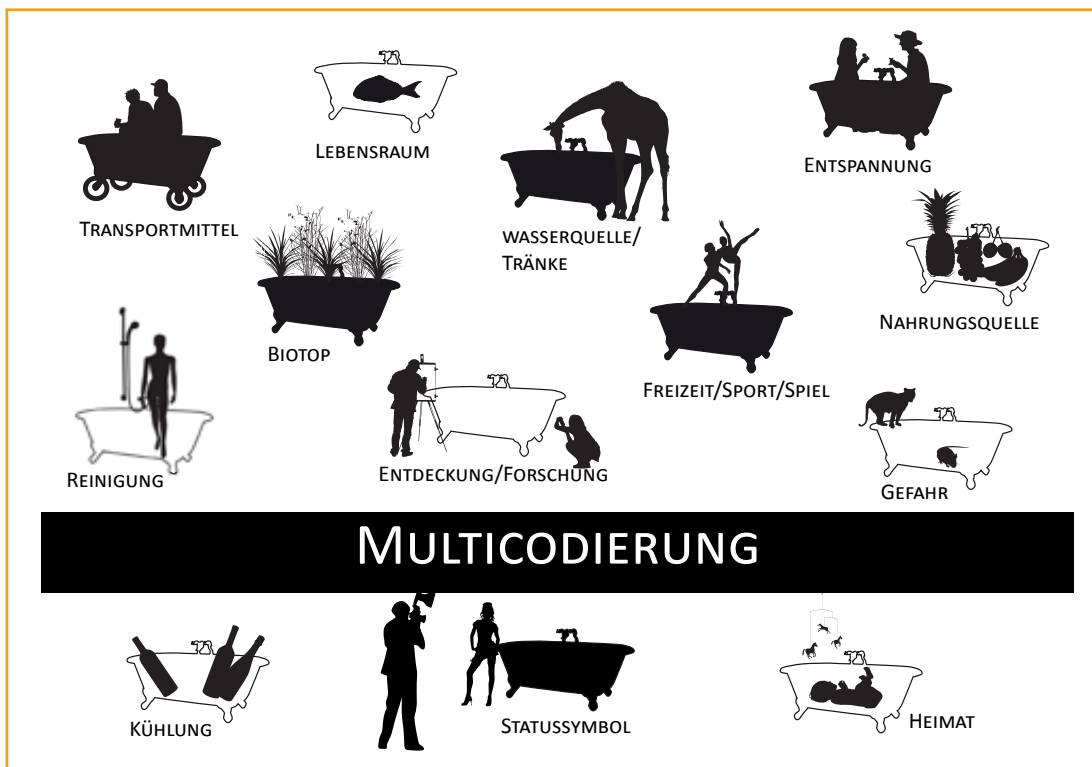 Lebensraum
Entspannung
Transportmittel
wasserquelle/
Tränke
Biotop
Nahrungsquelle
Freizeit/Sport/Spiel
Reinigung
Entdeckung/Forschung
Gefahr
Multicodierung
Kühlung
Statussymbol
Heimat